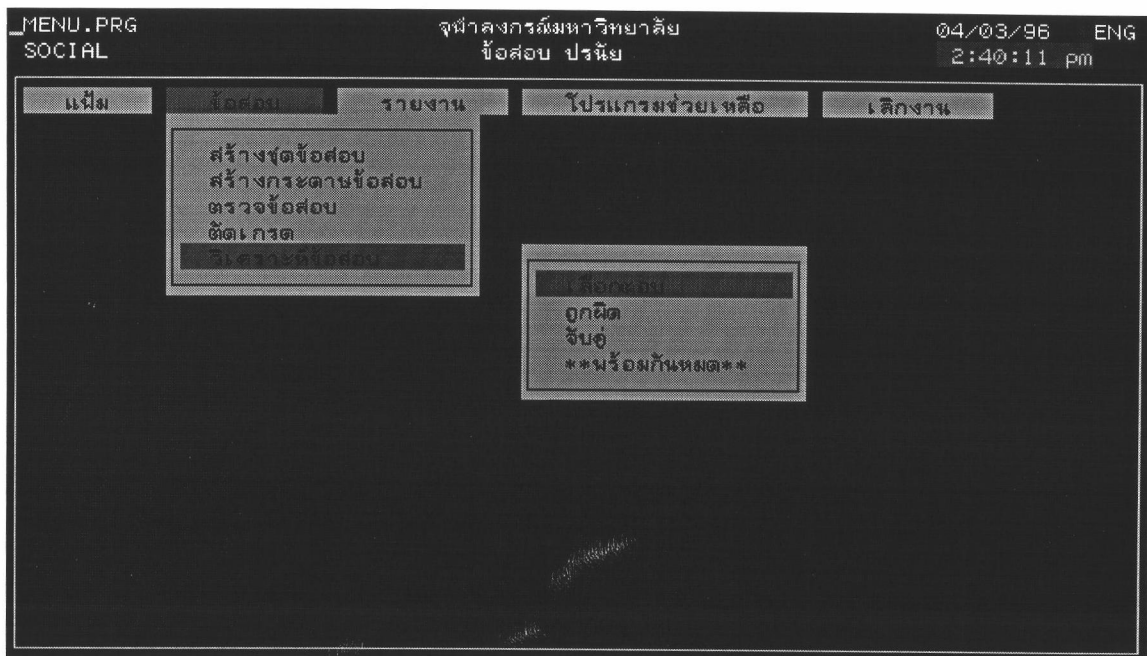 _MENU.PRG จุฬาลงกรณ์มหาวิทยาลัย 04/03/96 ENG
SOCIAL ข้อสอบ ปรนัย 2:40:11 pm
แฟ้ม ข้อสอบ รายงาน โปรแกรมช่วยเหลือ เลิกงาน
สร้างชุดข้อสอบ
สร้างกระดาษข้อสอบ
ตรวจข้อสอบ
ตัดเกรด
วิเคราะห์ข้อสอบ
เลือกตอบ
ถูกผิด
จับคู่
**พร้อมกันหมด**